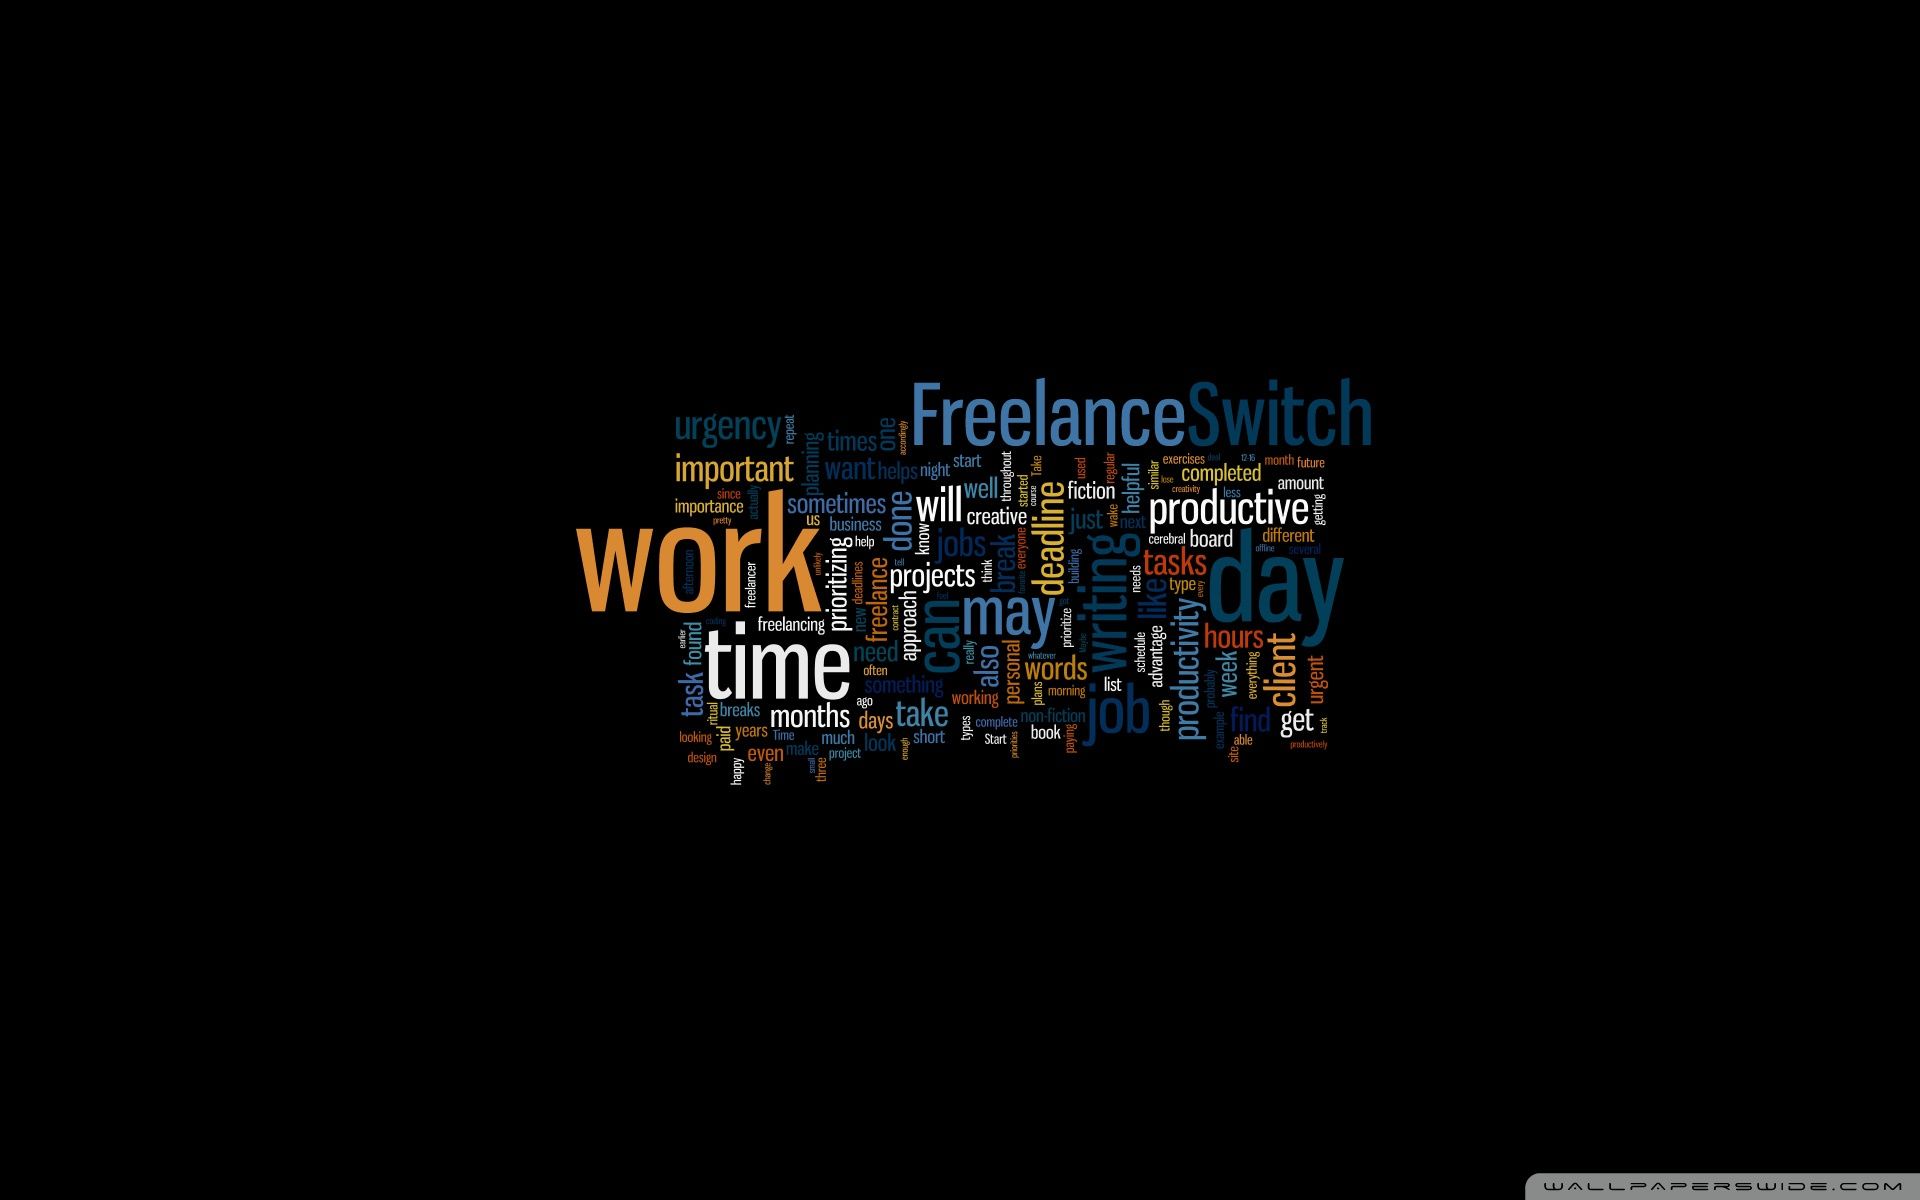 FreelanceSwitch
urgency
repeat
planning
times
one
accordingly
important
want
helps
night
start
throughout
started
course
Take
used
regular
helpful
similar
lose
exercises
deal
12-16
month
future
completed
creativity
less
amount
getting
importance
since
pretty
actually
sometimes
us
business
help
done
will
well
creative
know
jobs
break
everyone
favorite
deadline
fiction
just
wake
next
productive
cerebral
board
different
offline
several
work
afternoon
freelancer
unlikely
prioritizing
deadlines
new
freelance
contract
tell
projects
think
building
writing
needs
tasks
type
every
like
day
coding
freelancing
approach
can
feel
may
got
prioritize
Maybe
schedule
advantage
productivity
hours
earlier
found
time
need
often
something
really
also
personal
whatever
words
plans
morning
list
week
everything
client
urgent
task
ritual
breaks
months
ago
days
take
working
types
complete
non-fiction
job
though
probably
example
find
get
track
looking
paid
years
Time
make
much
look
short
enough
Start
priorities
book
paying
site
able
productively
design
happy
even
change
small
three
project
WALLPAPERSWIDE.COM